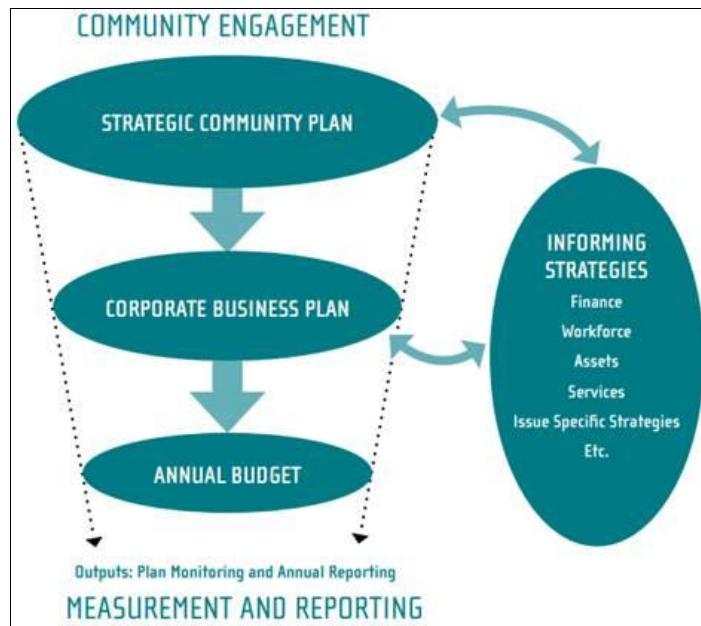 COMMUNITY ENGAGEMENT
STRATEGIC COMMUNITY PLAN
CORPORATE BUSINESS PLAN
ANNUAL BUDGET
INFORMING
STRATEGIES
Finance
Workforce
Assets
Services
Issue Specific Strategies
Etc.
Outputs: Plan Monitoring and Annual Reporting
MEASUREMENT AND REPORTING